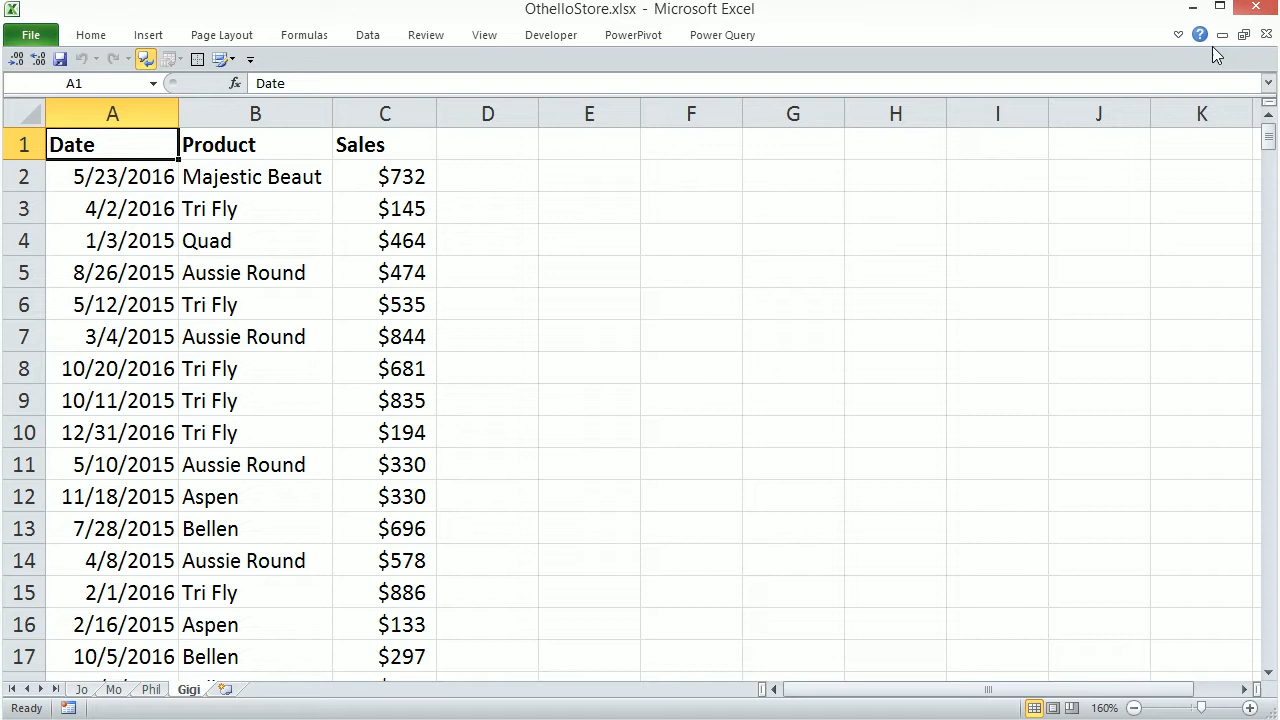 OthelloStore.xlsx - Microsoft Excel
File Home Insert Page Layout Formulas Data Review View Developer PowerPivot Power Query
A1 fx Date
A B C D E F G H I J K
1 Date Product Sales
2 5/23/2016 Majestic Beaut $732
3 4/2/2016 Tri Fly $145
4 1/3/2015 Quad $464
5 8/26/2015 Aussie Round $474
6 5/12/2015 Tri Fly $535
7 3/4/2015 Aussie Round $844
8 10/20/2016 Tri Fly $681
9 10/11/2015 Tri Fly $835
10 12/31/2016 Tri Fly $194
11 5/10/2015 Aussie Round $330
12 11/18/2015 Aspen $330
13 7/28/2015 Bellen $696
14 4/8/2015 Aussie Round $578
15 2/1/2016 Tri Fly $886
16 2/16/2015 Aspen $133
17 10/5/2016 Bellen $297
Jo Mo Phil Gigi
Ready 160%